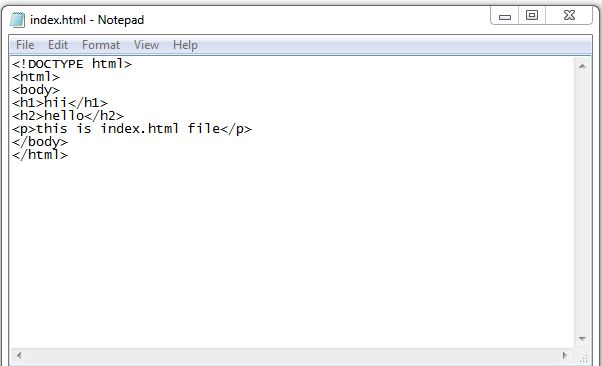 index.html - Notepad
File Edit Format View Help
<!DOCTYPE html>
<html>
<body>
<h1>hii</h1>
<h2>hello</h2>
<p>this is index.html file</p>
</body>
</html>